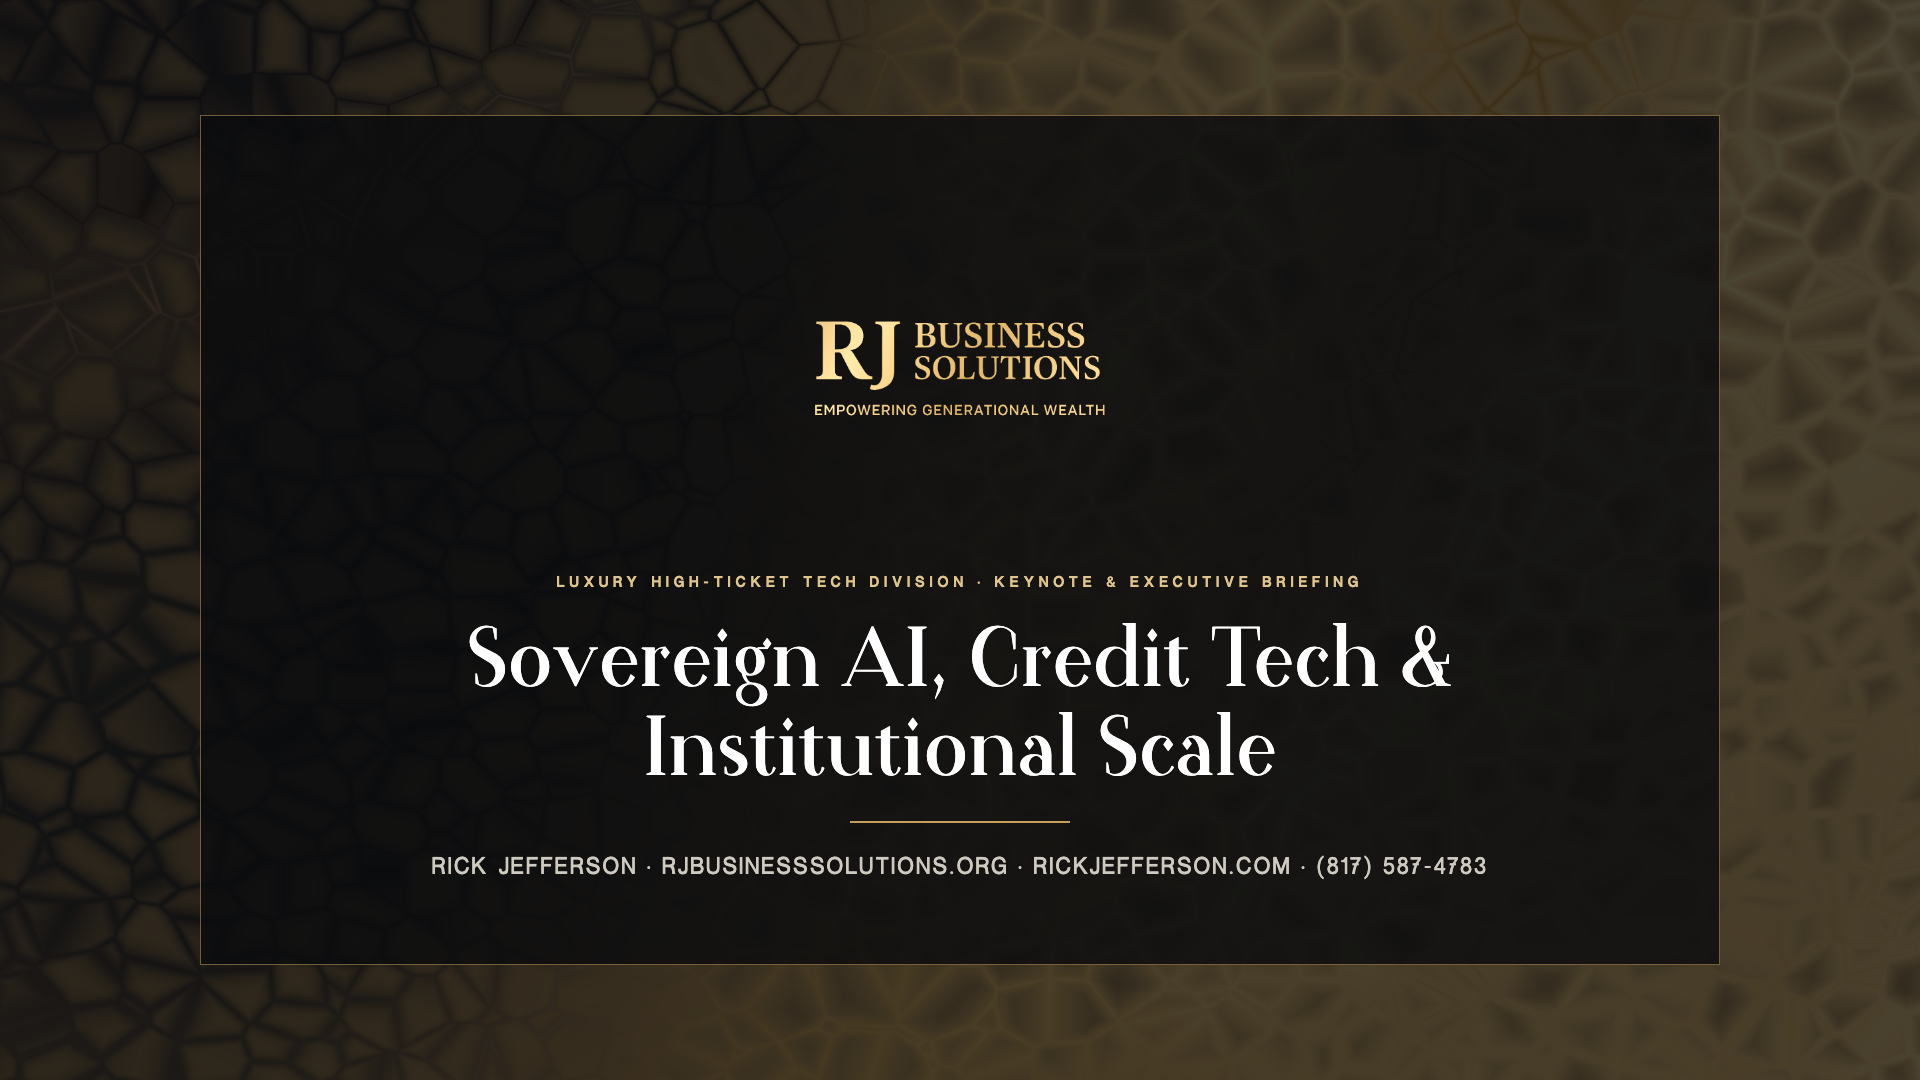 RJ BUSINESS
SOLUTIONS
EMPOWERING GENERATIONAL WEALTH
LUXURY HIGH-TICKET TECH DIVISION · KEYNOTE & EXECUTIVE BRIEFING
Sovereign AI, Credit Tech &
Institutional Scale
RICK JEFFERSON · RJBUSINESSSOLUTIONS.ORG · RICKJEFFERSON.COM · (817) 587-4783